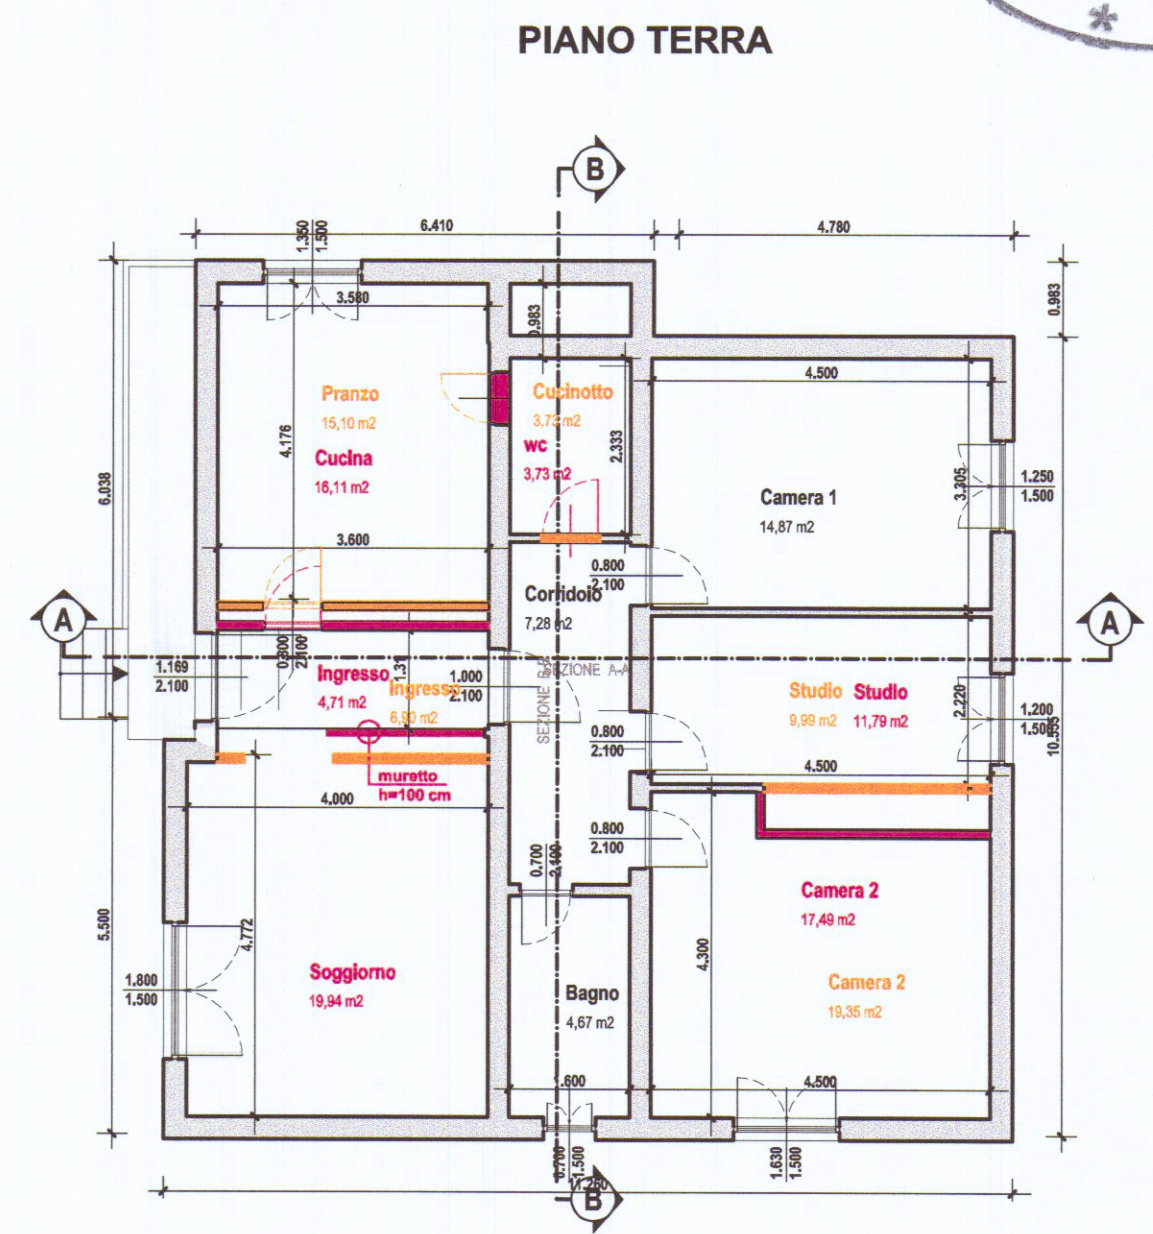 PIANO TERRA
B
6.410
4.780
1.350
1.500
3.580
0.983
0.983
4.500
Pranzo
15,10 m2
Cucinotto
3,73 m2
4.176
Cucina
16,11 m2
wc
3,73 m2
2.333
6.038
Camera 1
14,87 m2
3.305
1.250
1.500
3.600
0.800
2.100
Corridoio
7,28 m2
A
A
1.169
2.100
0.900
2.100
1.31
SEZIONE A-A
Ingresso
4,71 m2
Ingresso
6,90 m2
1.000
2.100
SEZIONE B-B
Studio
9,99 m2
Studio
11,79 m2
2.220
1.200
1.500
0.800
2.100
4.500
muretto
h=100 cm
4.000
0.800
2.100
0.700
2.100
Camera 2
17,49 m2
5.500
4.772
4.300
Soggiorno
19,94 m2
1.800
1.500
Bagno
4,67 m2
Camera 2
19,35 m2
.600
4.500
0.700
1.500
1.630
1.500
11.260
B